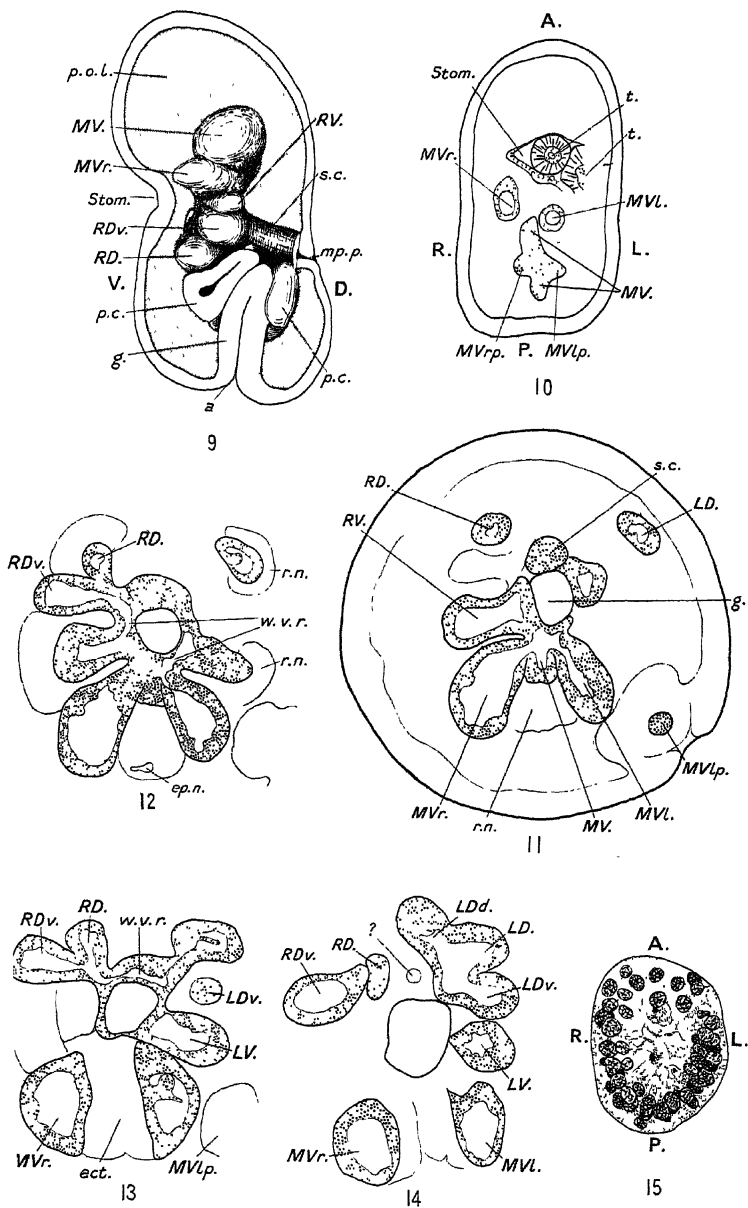 p.o.l.
MV.
MVr.
Stom.
RDv.
RD.
V.
p.c.
g.
a
RV.
s.c.
mp.p.
D.
p.c.
9
A.
Stom.
t.
t.
MVr.
MVl.
R.
L.
MV.
MVrp.
P.
MVlp.
10
RD.
RDv.
r.n.
w.v.r.
r.n.
ep.n.
12
s.c.
RD.
LD.
RV.
g.
MVlp.
MVr.
r.n.
MV.
MVl.
11
RDv.
RD.
w.v.r.
LDv.
LV.
MVr.
ect.
MVlp.
13
LDd.
?
RD.
LD.
RDv.
LDv.
LV.
MVr.
MVl.
14
A.
R.
L.
P.
15